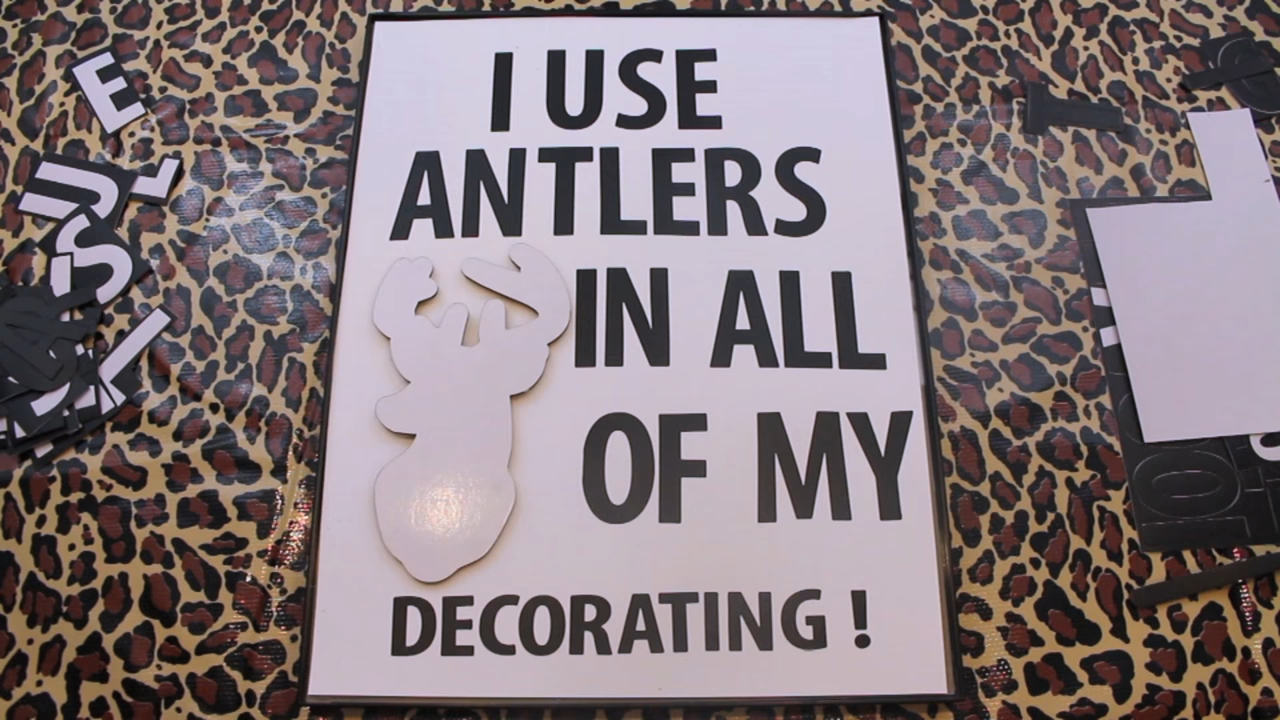 I USE
ANTLERS
IN ALL
OF MY
DECORATING !
E
U
S